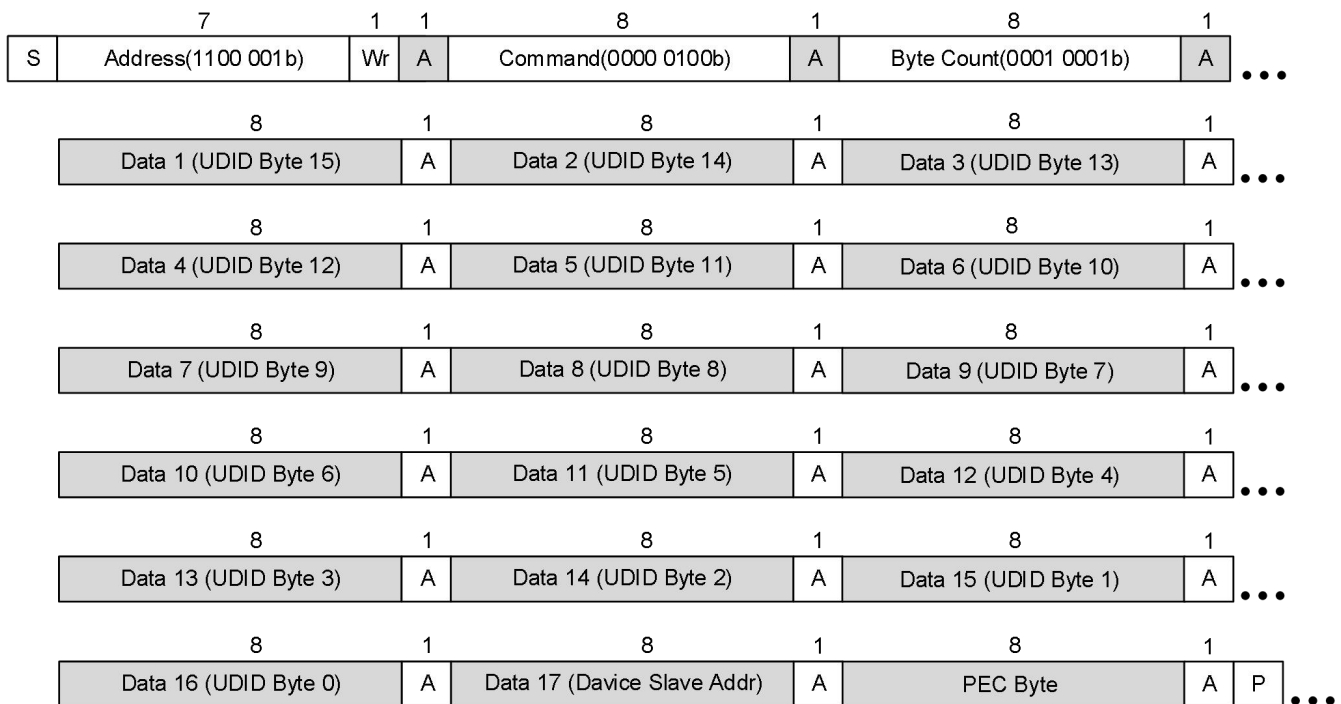 7 1 1 8 1 8 1
S Address(1100 001b) Wr A Command(0000 0100b) A Byte Count(0001 0001b) A
8 1 8 1 8 1
Data 1 (UDID Byte 15) A Data 2 (UDID Byte 14) A Data 3 (UDID Byte 13) A
8 1 8 1 8 1
Data 4 (UDID Byte 12) A Data 5 (UDID Byte 11) A Data 6 (UDID Byte 10) A
8 1 8 1 8 1
Data 7 (UDID Byte 9) A Data 8 (UDID Byte 8) A Data 9 (UDID Byte 7) A
8 1 8 1 8 1
Data 10 (UDID Byte 6) A Data 11 (UDID Byte 5) A Data 12 (UDID Byte 4) A
8 1 8 1 8 1
Data 13 (UDID Byte 3) A Data 14 (UDID Byte 2) A Data 15 (UDID Byte 1) A
8 1 8 1 8 1
Data 16 (UDID Byte 0) A Data 17 (Davice Slave Addr) A PEC Byte A P